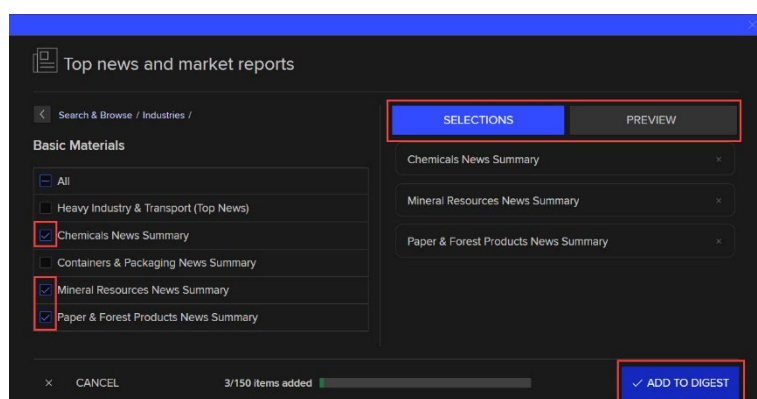 Top news and market reports
Search & Browse / Industries /
Basic Materials
All
Heavy Industry & Transport (Top News)
Chemicals News Summary
Containers & Packaging News Summary
Mineral Resources News Summary
Paper & Forest Products News Summary
SELECTIONS PREVIEW
Chemicals News Summary
Mineral Resources News Summary
Paper & Forest Products News Summary
CANCEL 3/150 items added ADD TO DIGEST